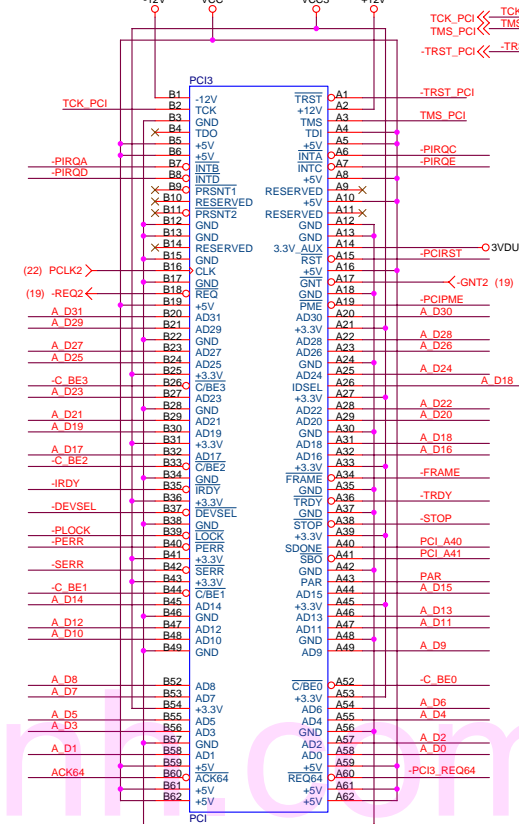 -12V VCC VCC3 +12V
TCK_PCI TCK
TMS_PCI TMS
-TRST_PCI -TR
PCI3
B1 -12V TRST A1 -TRST_PCI
TCK_PCI B2 TCK +12V A2
B3 GND TMS A3 TMS_PCI
B4 TDO TDI A4
B5 +5V +5V A5
B6 +5V INTA A6 -PIRQC
-PIRQA B7 INTB INTC A7 -PIRQE
-PIRQD B8 INTD +5V A8
B9 PRSNT1 RESERVED A9
B10 RESERVED +5V A10
B11 PRSNT2 RESERVED A11
B12 GND GND A12
B13 GND GND A13
B14 RESERVED 3.3V_AUX A14 3VDU
B15 GND RST A15 -PCIRST
(22) PCLK2 B16 CLK +5V A16
B17 GND GNT A17 -GNT2 (19)
(19) -REQ2 B18 REQ GND A18
B19 +5V PME A19 -PCIPME
A_D31 B20 AD31 AD30 A20 A_D30
A_D29 B21 AD29 +3.3V A21
B22 GND AD28 A22 A_D28
A_D27 B23 AD27 AD26 A23 A_D26
A_D25 B24 AD25 GND A24
B25 +3.3V AD24 A25 A_D24
-C_BE3 B26 C/BE3 IDSEL A26 A_D18
A_D23 B27 AD23 +3.3V A27
B28 GND AD22 A28 A_D22
A_D21 B29 AD21 AD20 A29 A_D20
A_D19 B30 AD19 GND A30
B31 +3.3V AD18 A31 A_D18
A_D17 B32 AD17 AD16 A32 A_D16
-C_BE2 B33 C/BE2 +3.3V A33
B34 GND FRAME A34 -FRAME
-IRDY B35 IRDY GND A35
B36 +3.3V TRDY A36 -TRDY
-DEVSEL B37 DEVSEL GND A37
B38 GND STOP A38 -STOP
-PLOCK B39 LOCK +3.3V A39
-PERR B40 PERR SDONE A40 PCI_A40
B41 +3.3V SBO A41 PCI_A41
-SERR B42 SERR GND A42
B43 +3.3V PAR A43 PAR
-C_BE1 B44 C/BE1 AD15 A44 A_D15
A_D14 B45 AD14 +3.3V A45
B46 GND AD13 A46 A_D13
A_D12 B47 AD12 AD11 A47 A_D11
A_D10 B48 AD10 GND A48
B49 GND AD9 A49 A_D9
A_D8 B52 AD8 C/BE0 A52 -C_BE0
A_D7 B53 AD7 +3.3V A53
B54 +3.3V AD6 A54 A_D6
A_D5 B55 AD5 AD4 A55 A_D4
A_D3 B56 AD3 GND A56
B57 GND AD2 A57 A_D2
A_D1 B58 AD1 AD0 A58 A_D0
B59 +5V +5V A59
ACK64 B60 ACK64 REQ64 A60 -PCI3_REQ64
B61 +5V +5V A61
B62 +5V +5V A62
PCI
nh.com